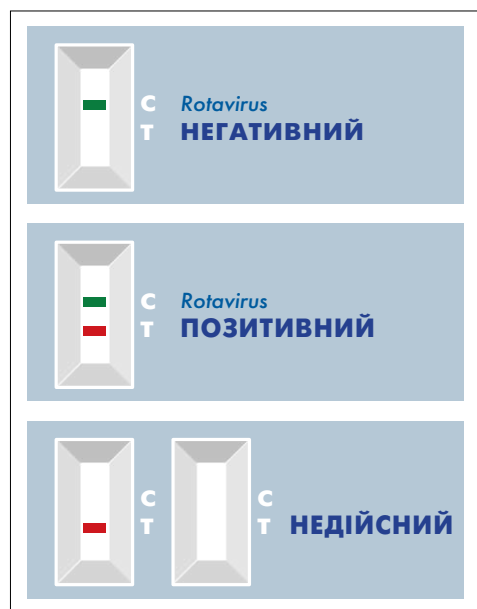 C Rotavirus
T НЕГАТИВНИЙ
C Rotavirus
T ПОЗИТИВНИЙ
C C
T T НЕДІЙСНИЙ